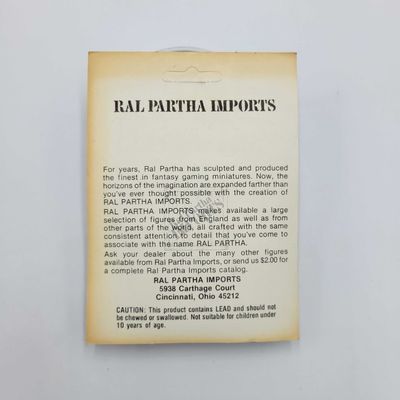 RAL PARTHA IMPORTS
For years, Ral Partha has sculpted and produced
the finest in fantasy gaming miniatures. Now, the
horizons of the imagination are expanded farther than
you've ever thought possible with the creation of
RAL PARTHA IMPORTS.
RAL PARTHA IMPORTS makes available a large
selection of figures from England as well as from
other parts of the world, all crafted with the same
consistent attention to detail that you've come to
associate with the name RAL PARTHA.
Ask your dealer about the many other figures
available from Ral Partha Imports, or send us $2.00 for
a complete Ral Partha Imports catalog.
RAL PARTHA IMPORTS
5938 Carthage Court
Cincinnati, Ohio 45212
CAUTION: This product contains LEAD and should not
be chewed or swallowed. Not suitable for children under
10 years of age.